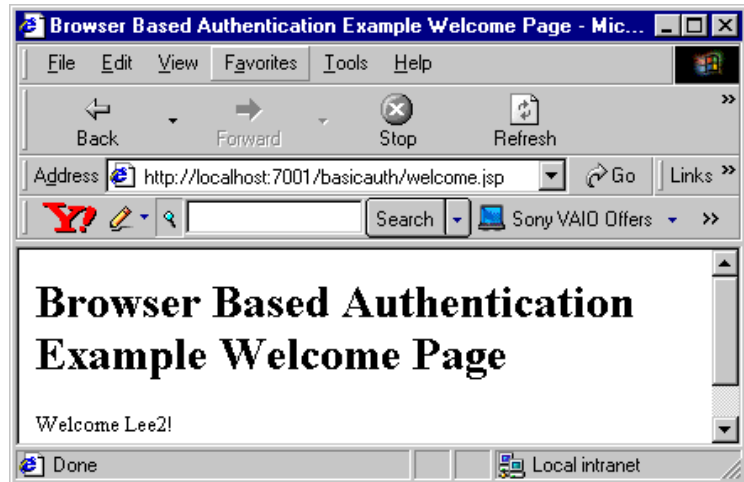 Browser Based Authentication Example Welcome Page - Mic...
File Edit View Favorites Tools Help
Back Forward Stop Refresh »
Address http://localhost:7001/basicauth/welcome.jsp Go Links »
Y! Search Sony VAIO Offers »
Browser Based Authentication
Example Welcome Page
Welcome Lee2!
Done Local intranet